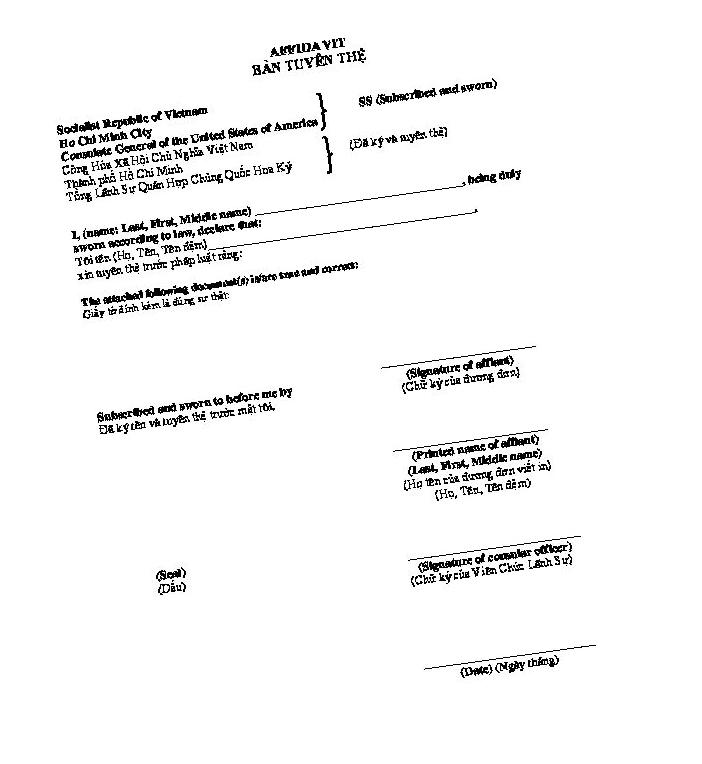 AFFIDAVIT
BẢN TUYÊN THỆ
Socialist Republic of Vietnam
Ho Chi Minh City
Consulate General of the United States of America
SS (Subscribed and sworn)
Cộng Hòa Xã Hội Chủ Nghĩa Việt Nam
Thành phố Hồ Chí Minh
Tổng Lãnh Sự Quán Hợp Chủng Quốc Hoa Kỳ
(Đã ký và tuyên thệ)
I, (name: Last, First, Middle name) ______________________________, being duly
sworn according to law, declare that:
Tôi tên (Họ, Tên, Tên đệm)______________________________________,
xin tuyên thệ trước pháp luật rằng:
The attached following document(s) is/are true and correct:
Giấy tờ đính kèm là đúng sự thật:
(Signature of affiant)
(Chữ ký của đương đơn)
Subscribed and sworn to before me by
Đã ký tên và tuyên thệ trước mặt tôi,
(Printed name of affiant)
(Last, First, Middle name)
(Họ tên của đương đơn viết in)
(Họ, Tên, Tên đệm)
(Seal)
(Dấu)
(Signature of consular officer)
(Chữ ký của Viên Chức Lãnh Sự)
(Date) (Ngày tháng)